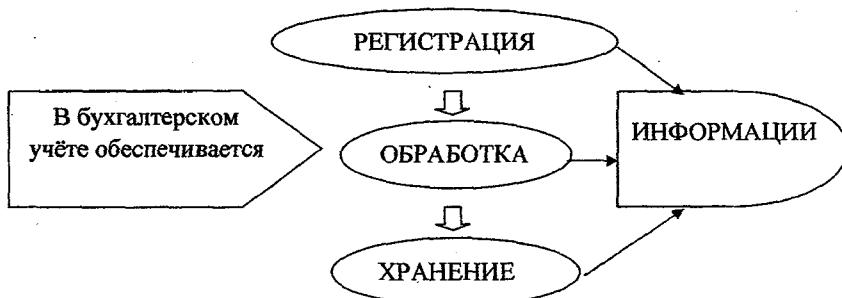 РЕГИСТРАЦИЯ
В бухгалтерском
учёте обеспечивается
ОБРАБОТКА
ИНФОРМАЦИИ
ХРАНЕНИЕ